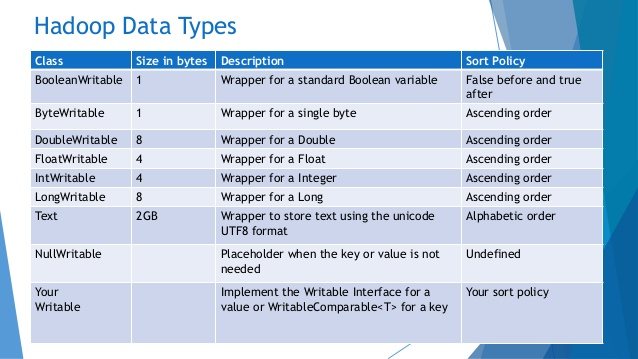 Hadoop Data Types
Class Size in bytes Description Sort Policy
BooleanWritable 1 Wrapper for a standard Boolean variable False before and true
after
ByteWritable 1 Wrapper for a single byte Ascending order
DoubleWritable 8 Wrapper for a Double Ascending order
FloatWritable 4 Wrapper for a Float Ascending order
IntWritable 4 Wrapper for a Integer Ascending order
LongWritable 8 Wrapper for a Long Ascending order
Text 2GB Wrapper to store text using the unicode Alphabetic order
UTF8 format
NullWritable Placeholder when the key or value is not Undefined
needed
Your Implement the Writable Interface for a Your sort policy
Writable value or WritableComparable<T> for a key